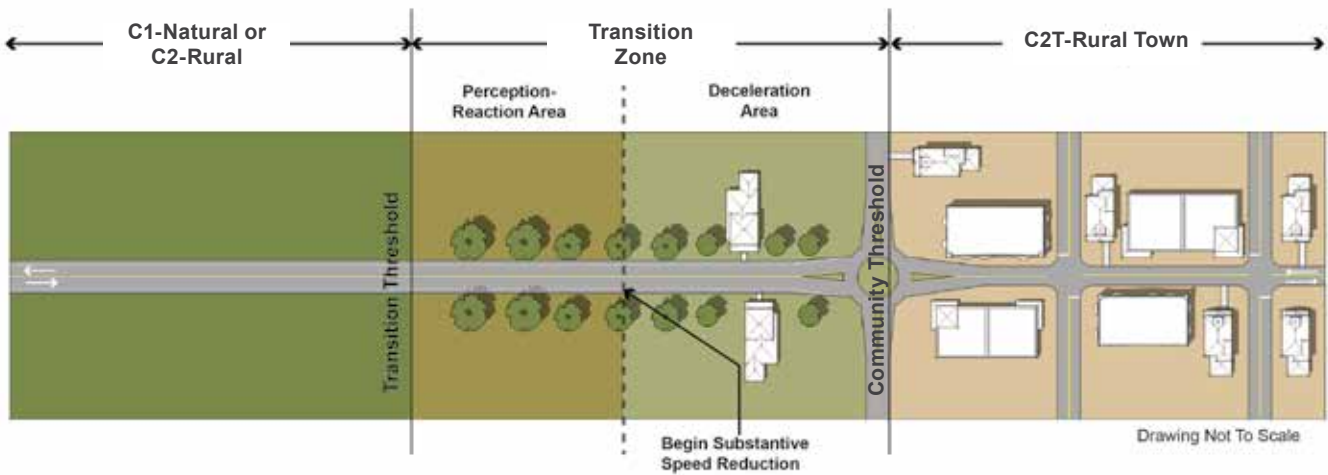 C1-Natural or
C2-Rural
Transition
Zone
C2T-Rural Town
Perception-
Reaction Area
Deceleration
Area
Transition Threshold
Community Threshold
Begin Substantive
Speed Reduction
Drawing Not To Scale